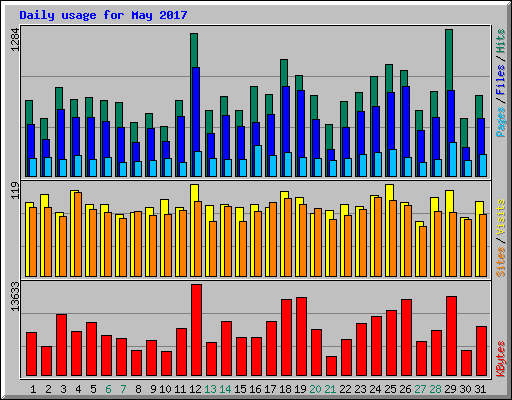 Daily usage for May 2017
1284
Pages/Files/Hits
119
Sites/Visits
13633
KBytes
1 2 3 4 5 6 7 8 9 10 11 12 13 14 15 16 17 18 19 20 21 22 23 24 25 26 27 28 29 30 31